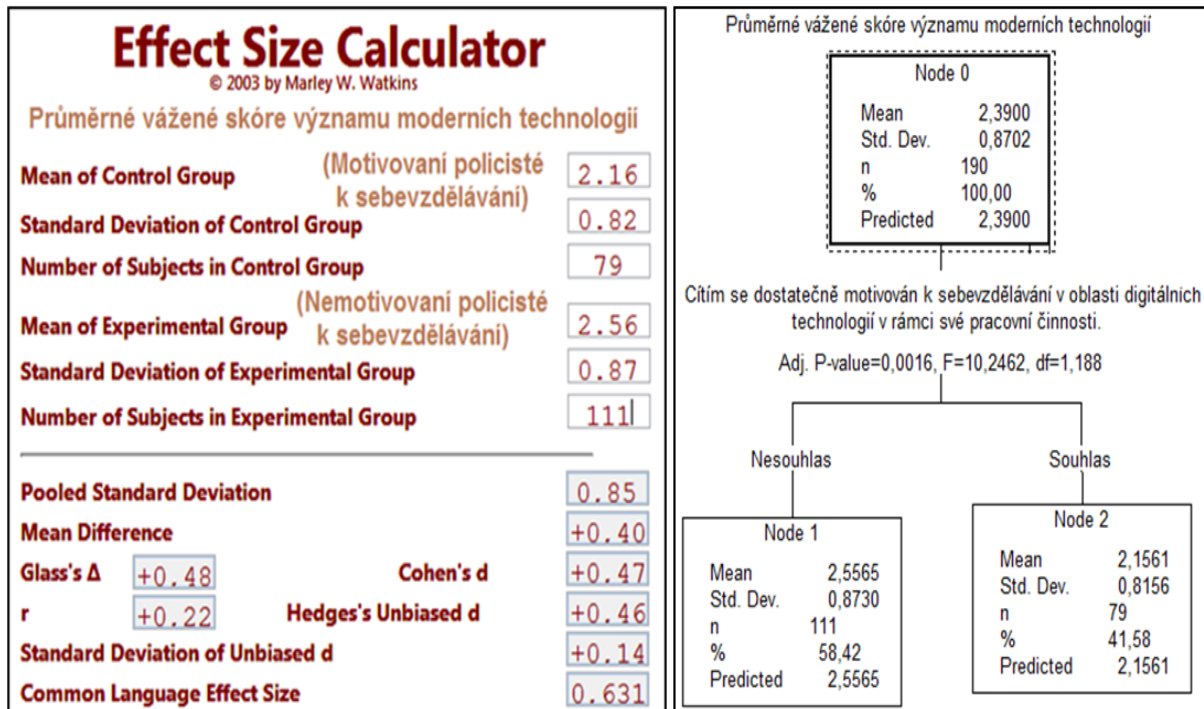 Effect Size Calculator
© 2003 by Marley W. Watkins
Průměrné vážené skóre významu moderních technologií
Mean of Control Group (Motivovaní policisté k sebevzdělávání) 2.16
Standard Deviation of Control Group 0.82
Number of Subjects in Control Group 79
Mean of Experimental Group (Nemotivovaní policisté k sebevzdělávání) 2.56
Standard Deviation of Experimental Group 0.87
Number of Subjects in Experimental Group 111
Pooled Standard Deviation 0.85
Mean Difference +0.40
Glass's Δ +0.48 Cohen's d +0.47
r +0.22 Hedges's Unbiased d +0.46
Standard Deviation of Unbiased d +0.14
Common Language Effect Size 0.631
Průměrné vážené skóre významu moderních technologií
Node 0
Mean 2,3900
Std. Dev. 0,8702
n 190
% 100,00
Predicted 2,3900
Cítím se dostatečně motivován k sebevzdělávání v oblasti digitálních
technologií v rámci své pracovní činnosti.
Adj. P-value=0,0016, F=10,2462, df=1,188
Nesouhlas
Node 1
Mean 2,5565
Std. Dev. 0,8730
n 111
% 58,42
Predicted 2,5565
Souhlas
Node 2
Mean 2,1561
Std. Dev. 0,8156
n 79
% 41,58
Predicted 2,1561